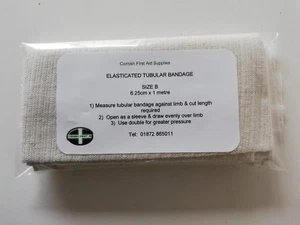 Cornish First Aid Supplies
ELASTICATED TUBULAR BANDAGE
SIZE B
6.25cm x 1 metre
1) Measure tubular bandage against limb & cut length
required
2) Open as a sleeve & draw evenly over limb
3) Use double for greater pressure
Tel: 01872 865011